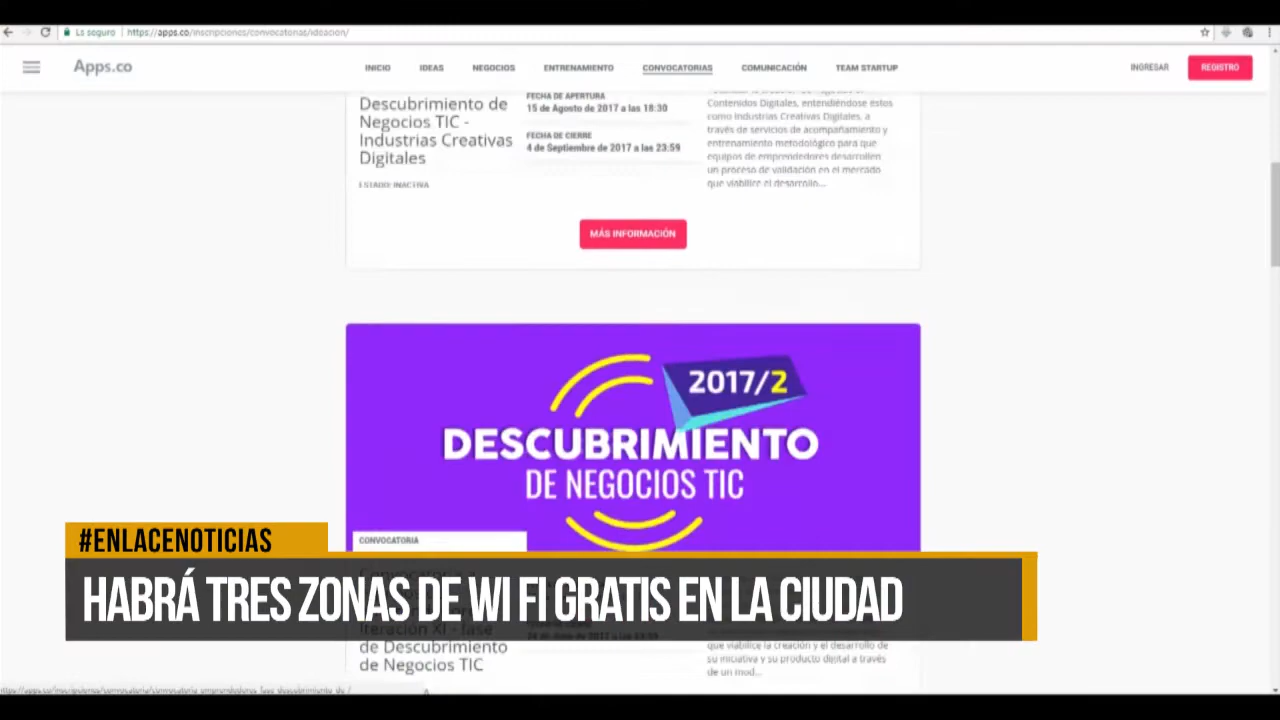 La seguro https://apps.co/inscripciones/convocatorias/ideacion/
Apps.co INICIO IDEAS NEGOCIOS ENTRENAMIENTO CONVOCATORIAS COMUNICACIÓN TEAM STARTUP INGRESAR REGISTRO
Descubrimiento de
Negocios TIC -
Industrias Creativas
Digitales
ESTADO: INACTIVA
FECHA DE APERTURA
15 de Agosto de 2017 a las 18:30
FECHA DE CIERRE
4 de Septiembre de 2017 a las 23:59
Contenidos Digitales, entendiéndose éstos
como Industrias Creativas Digitales, a
través de servicios de acompañamiento y
entrenamiento metodológico para que
equipos de emprendedores desarrollen
un proceso de validación en el mercado
que viabilice el desarrollo...
MÁS INFORMACIÓN
2017/2
DESCUBRIMIENTO
DE NEGOCIOS TIC
CONVOCATORIA
#ENLACENOTICIAS
HABRÁ TRES ZONAS DE WI FI GRATIS EN LA CIUDAD
Iteración XI - fase
de Descubrimiento
de Negocios TIC
que viabilice la creación y el desarrollo de
su iniciativa y su producto digital a través
de un mod...